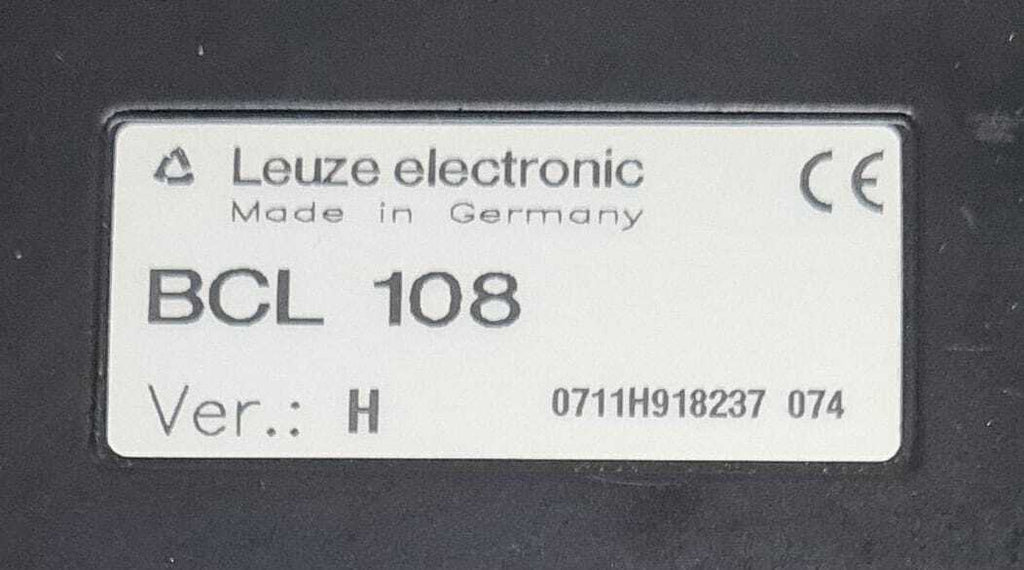 Leuze electronic CE
Made in Germany
BCL 108
Ver.: H 0711H918237 074